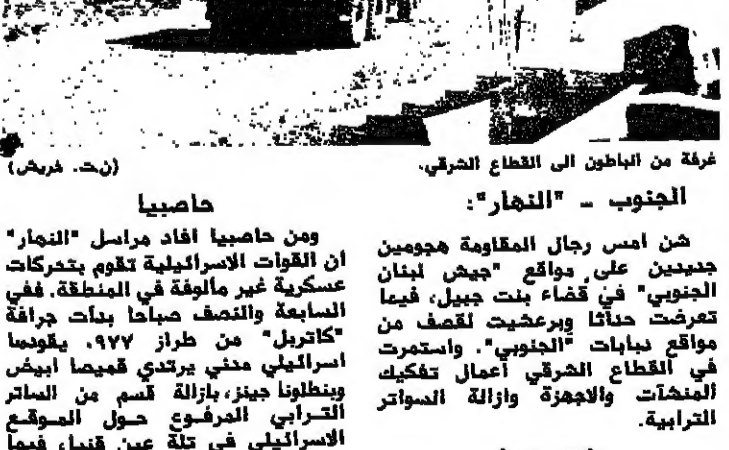 غرفة من الباطون الى القطاع الشرقي.
(ن.ت. خريش)
الجنوب - "النهار":
شن امس رجال المقاومة هجومين
جديدين على مواقع "جيش لبنان
الجنوبي" في قضاء بنت جبيل، فيما
تعرضت حداثا وبرعشيت لقصف من
مواقع دبابات "الجنوبي". واستمرت
في القطاع الشرقي أعمال تفكيك
المنشآت والاجهزة وازالة السواتر
الترابية.
حاصبيا
ومن حاصبيا افاد مراسل "النهار"
ان القوات الاسرائيلية تقوم بتحركات
عسكرية غير مألوفة في المنطقة. ففي
السابعة والنصف صباحا بدأت جرافة
"كاتربل" من طراز ٩٧٧، يقودها
اسرائيلي مدني يرتدي قميصا ابيض
وبنطلونا جينز، بازالة قسم من الساتر
الترابي المرفوع حول الموقع
الاسرائيلي في تلة عين قنيا، فيما